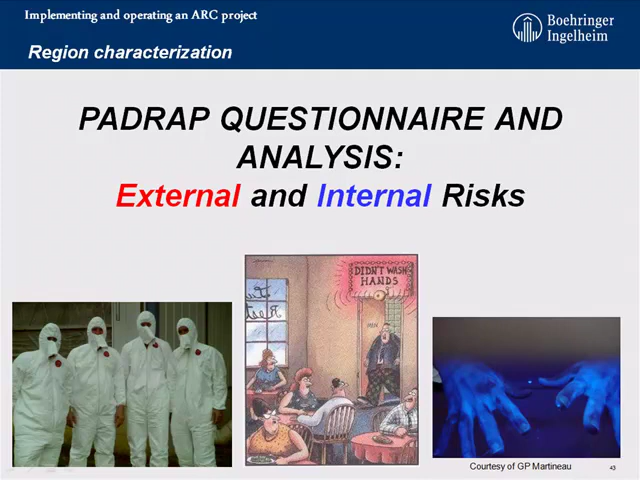 Implementing and operating an ARC project
Boehringer
Ingelheim
Region characterization
PADRAP QUESTIONNAIRE AND
ANALYSIS:
External and Internal Risks
DIDN'T WASH
HANDS
MEN
Courtesy of GP Martineau
43